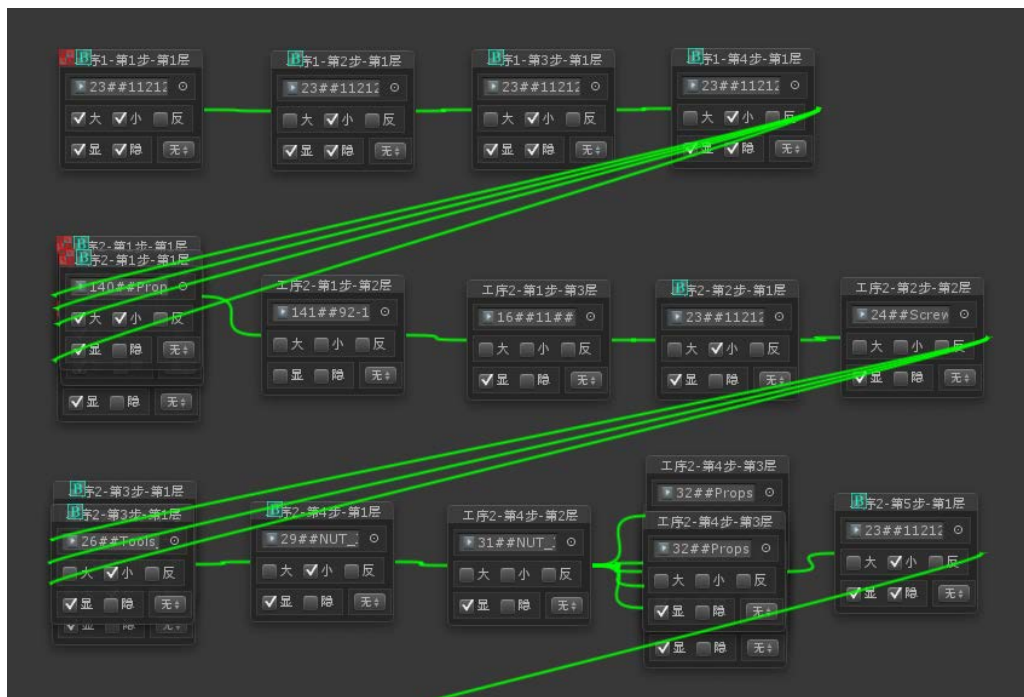 B 序1-第1步-第1层
23##11212
大 小 反
显 隐 无
B 序1-第2步-第1层
23##11212
大 小 反
显 隐 无
B 序1-第3步-第1层
23##11212
大 小 反
显 隐 无
B 序1-第4步-第1层
23##11212
大 小 反
显 隐 无
B 序2-第1步-第1层
B 序2-第1步-第1层
140##Prop
大 小 反
显 隐 无
显 隐 无
工序2-第1步-第2层
141##92-1
大 小 反
显 隐 无
工序2-第1步-第3层
16##11##
大 小 反
显 隐 无
B 序2-第2步-第1层
23##11212
大 小 反
显 隐 无
工序2-第2步-第2层
24##Screw
大 小 反
显 隐 无
B 序2-第3步-第1层
B 序2-第3步-第1层
26##Tools_
大 小 反
显 隐 无
显 隐 无
B 序2-第4步-第1层
29##NUT_
大 小 反
显 隐 无
工序2-第4步-第2层
31##NUT_
大 小 反
显 隐 无
工序2-第4步-第3层
32##Props
工序2-第4步-第3层
32##Props
大 小 反
显 隐 无
显 隐 无
B 序2-第5步-第1层
23##11212
大 小 反
显 隐 无